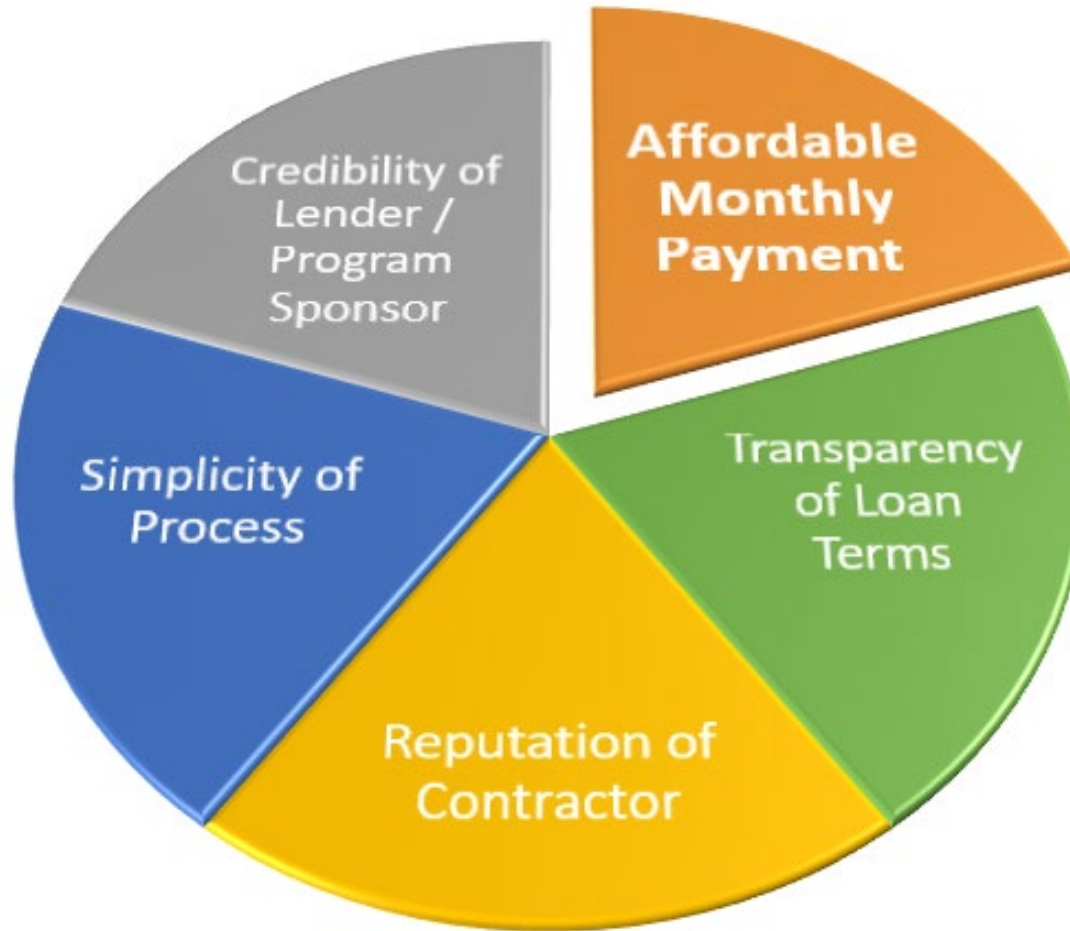 Affordable
Monthly
Payment
Transparency
of Loan
Terms
Reputation of
Contractor
Simplicity of
Process
Credibility of
Lender /
Program
Sponsor